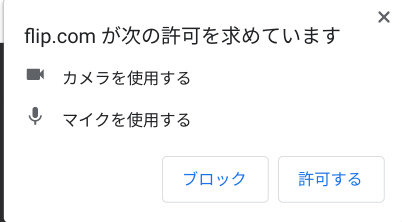 flip.com が次の許可を求めています
カメラを使用する
マイクを使用する
ブロック
許可する